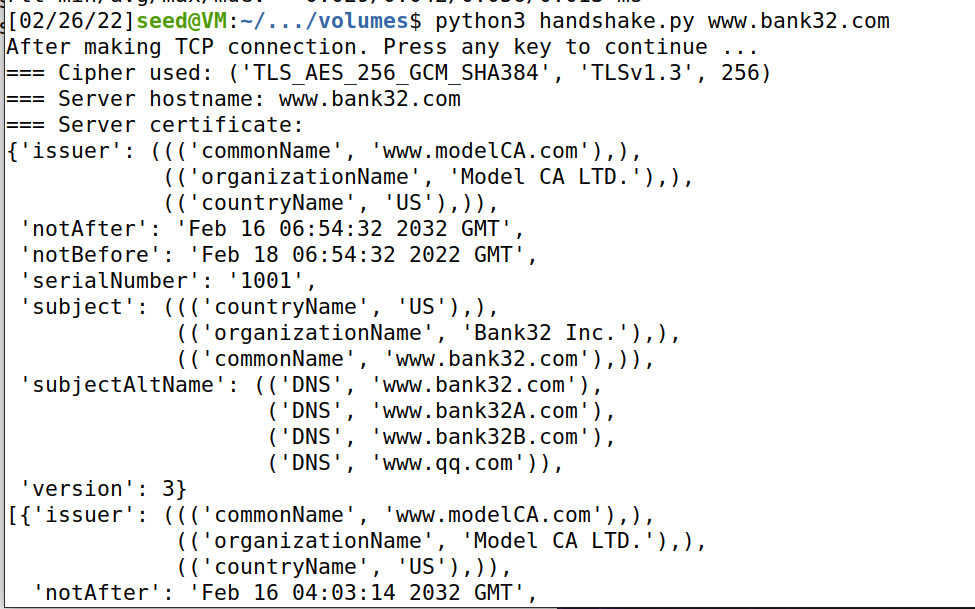 [02/26/22]seed@VM:~/.../volumes$ python3 handshake.py www.bank32.com
After making TCP connection. Press any key to continue ...
=== Cipher used: ('TLS_AES_256_GCM_SHA384', 'TLSv1.3', 256)
=== Server hostname: www.bank32.com
=== Server certificate:
{'issuer': ((('commonName', 'www.modelCA.com'),),
            (('organizationName', 'Model CA LTD.'),),
            (('countryName', 'US'),)),
 'notAfter': 'Feb 16 06:54:32 2032 GMT',
 'notBefore': 'Feb 18 06:54:32 2022 GMT',
 'serialNumber': '1001',
 'subject': ((('countryName', 'US'),),
             (('organizationName', 'Bank32 Inc.'),),
             (('commonName', 'www.bank32.com'),)),
 'subjectAltName': (('DNS', 'www.bank32.com'),
                    ('DNS', 'www.bank32A.com'),
                    ('DNS', 'www.bank32B.com'),
                    ('DNS', 'www.qq.com')),
 'version': 3}
[{'issuer': ((('commonName', 'www.modelCA.com'),),
             (('organizationName', 'Model CA LTD.'),),
             (('countryName', 'US'),)),
  'notAfter': 'Feb 16 04:03:14 2032 GMT',